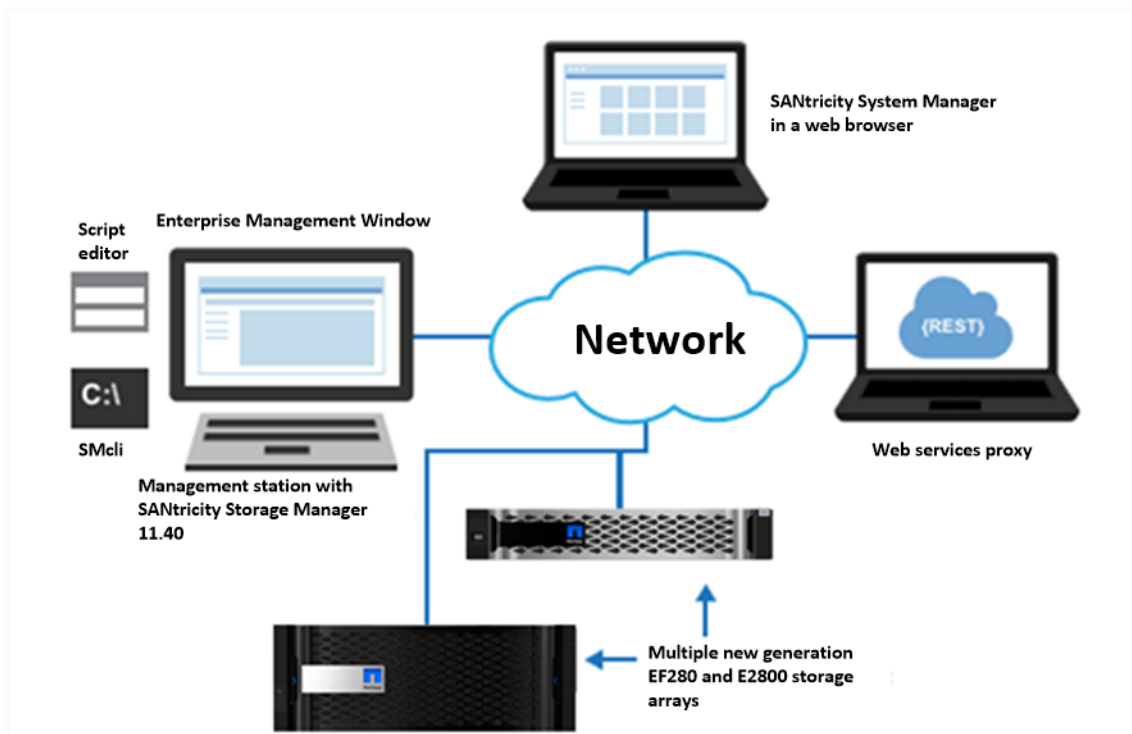 SANtricity System Manager
in a web browser
Enterprise Management Window
Script
editor
Network
{REST}
C:\
SMcli
Web services proxy
Management station with
SANtricity Storage Manager
11.40
Multiple new generation
EF280 and E2800 storage
arrays